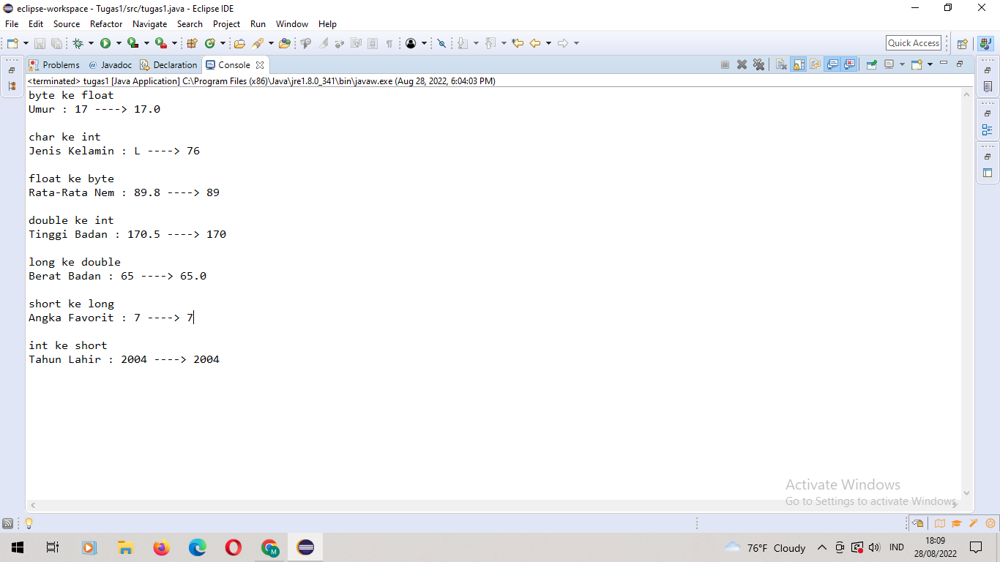 eclipse-workspace - Tugas1/src/tugas1.java - Eclipse IDE
File Edit Source Refactor Navigate Search Project Run Window Help
Quick Access
Problems @ Javadoc Declaration Console
<terminated> tugas1 [Java Application] C:\Program Files (x86)\Java\jre1.8.0_341\bin\javaw.exe (Aug 28, 2022, 6:04:03 PM)
byte ke float
Umur : 17 ----> 17.0
char ke int
Jenis Kelamin : L ----> 76
float ke byte
Rata-Rata Nem : 89.8 ----> 89
double ke int
Tinggi Badan : 170.5 ----> 170
long ke double
Berat Badan : 65 ----> 65.0
short ke long
Angka Favorit : 7 ----> 7
int ke short
Tahun Lahir : 2004 ----> 2004
Activate Windows
Go to Settings to activate Windows.
76°F Cloudy
IND
18:09
28/08/2022